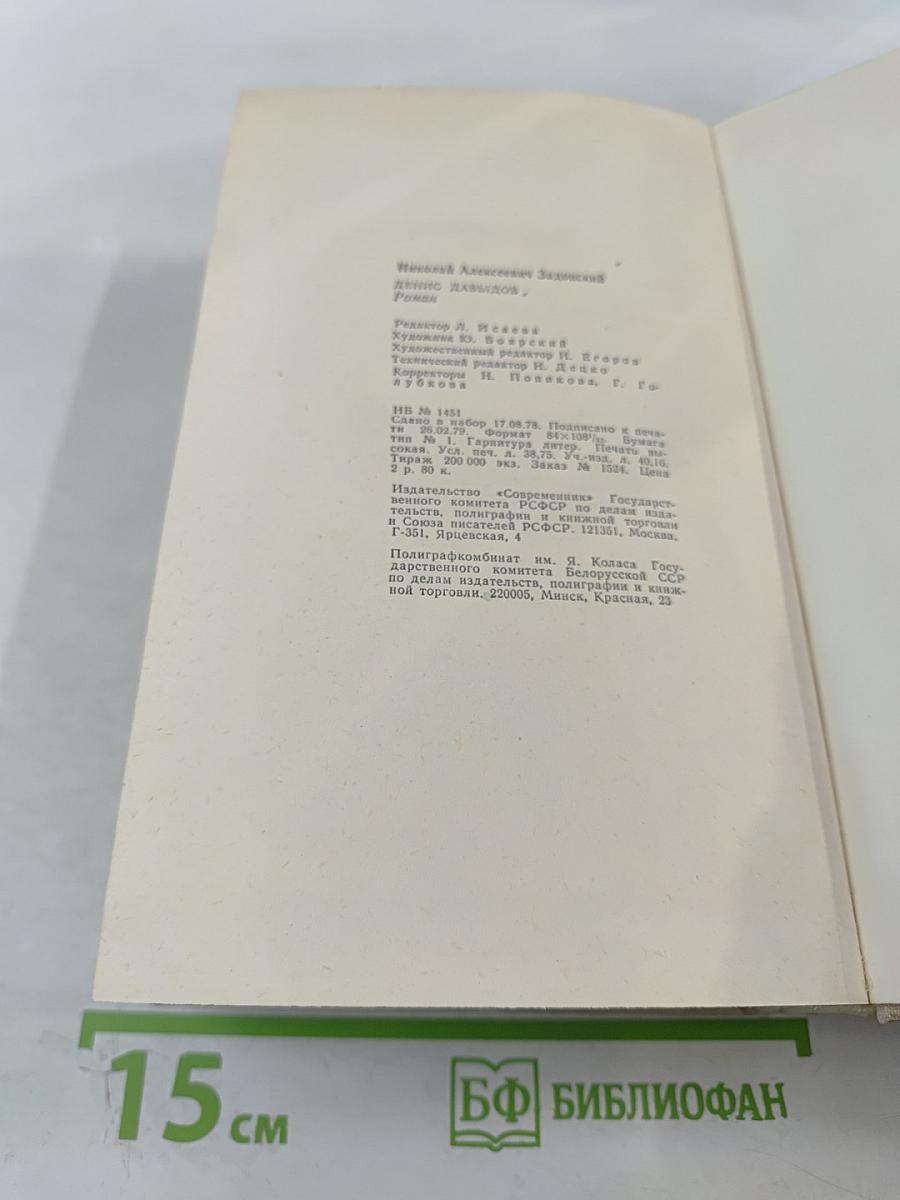 Николай Алексеевич Задонский
ДЕНИС ДАВЫДОВ
Роман
Редактор Л. Исаева
Художник Ю. Боярский
Художественный редактор Н. Егоров
Технический редактор Н. Децко
Корректоры Н. Попикова, Г. Го-
лубкова
ИБ № 1451
Сдано в набор 17.08.78. Подписано к печа-
ти 26.02.79. Формат 84×108¹/₃₂. Бумага
тип № 1. Гарнитура литер. Печать вы-
сокая. Усл. печ. л. 38,75. Уч.-изд. л. 40,16.
Тираж 200 000 экз. Заказ № 1524. Цена
2 р. 80 к.
Издательство «Современник» Государст-
венного комитета РСФСР по делам изда-
тельств, полиграфии и книжной торговли
и Союза писателей РСФСР. 121351, Москва,
Г-351, Ярцевская, 4
Полиграфкомбинат им. Я. Коласа Госу-
дарственного комитета Белорусской ССР
по делам издательств, полиграфии и книж-
ной торговли. 220005, Минск, Красная, 23
15 см
БФ БИБЛИОФАН